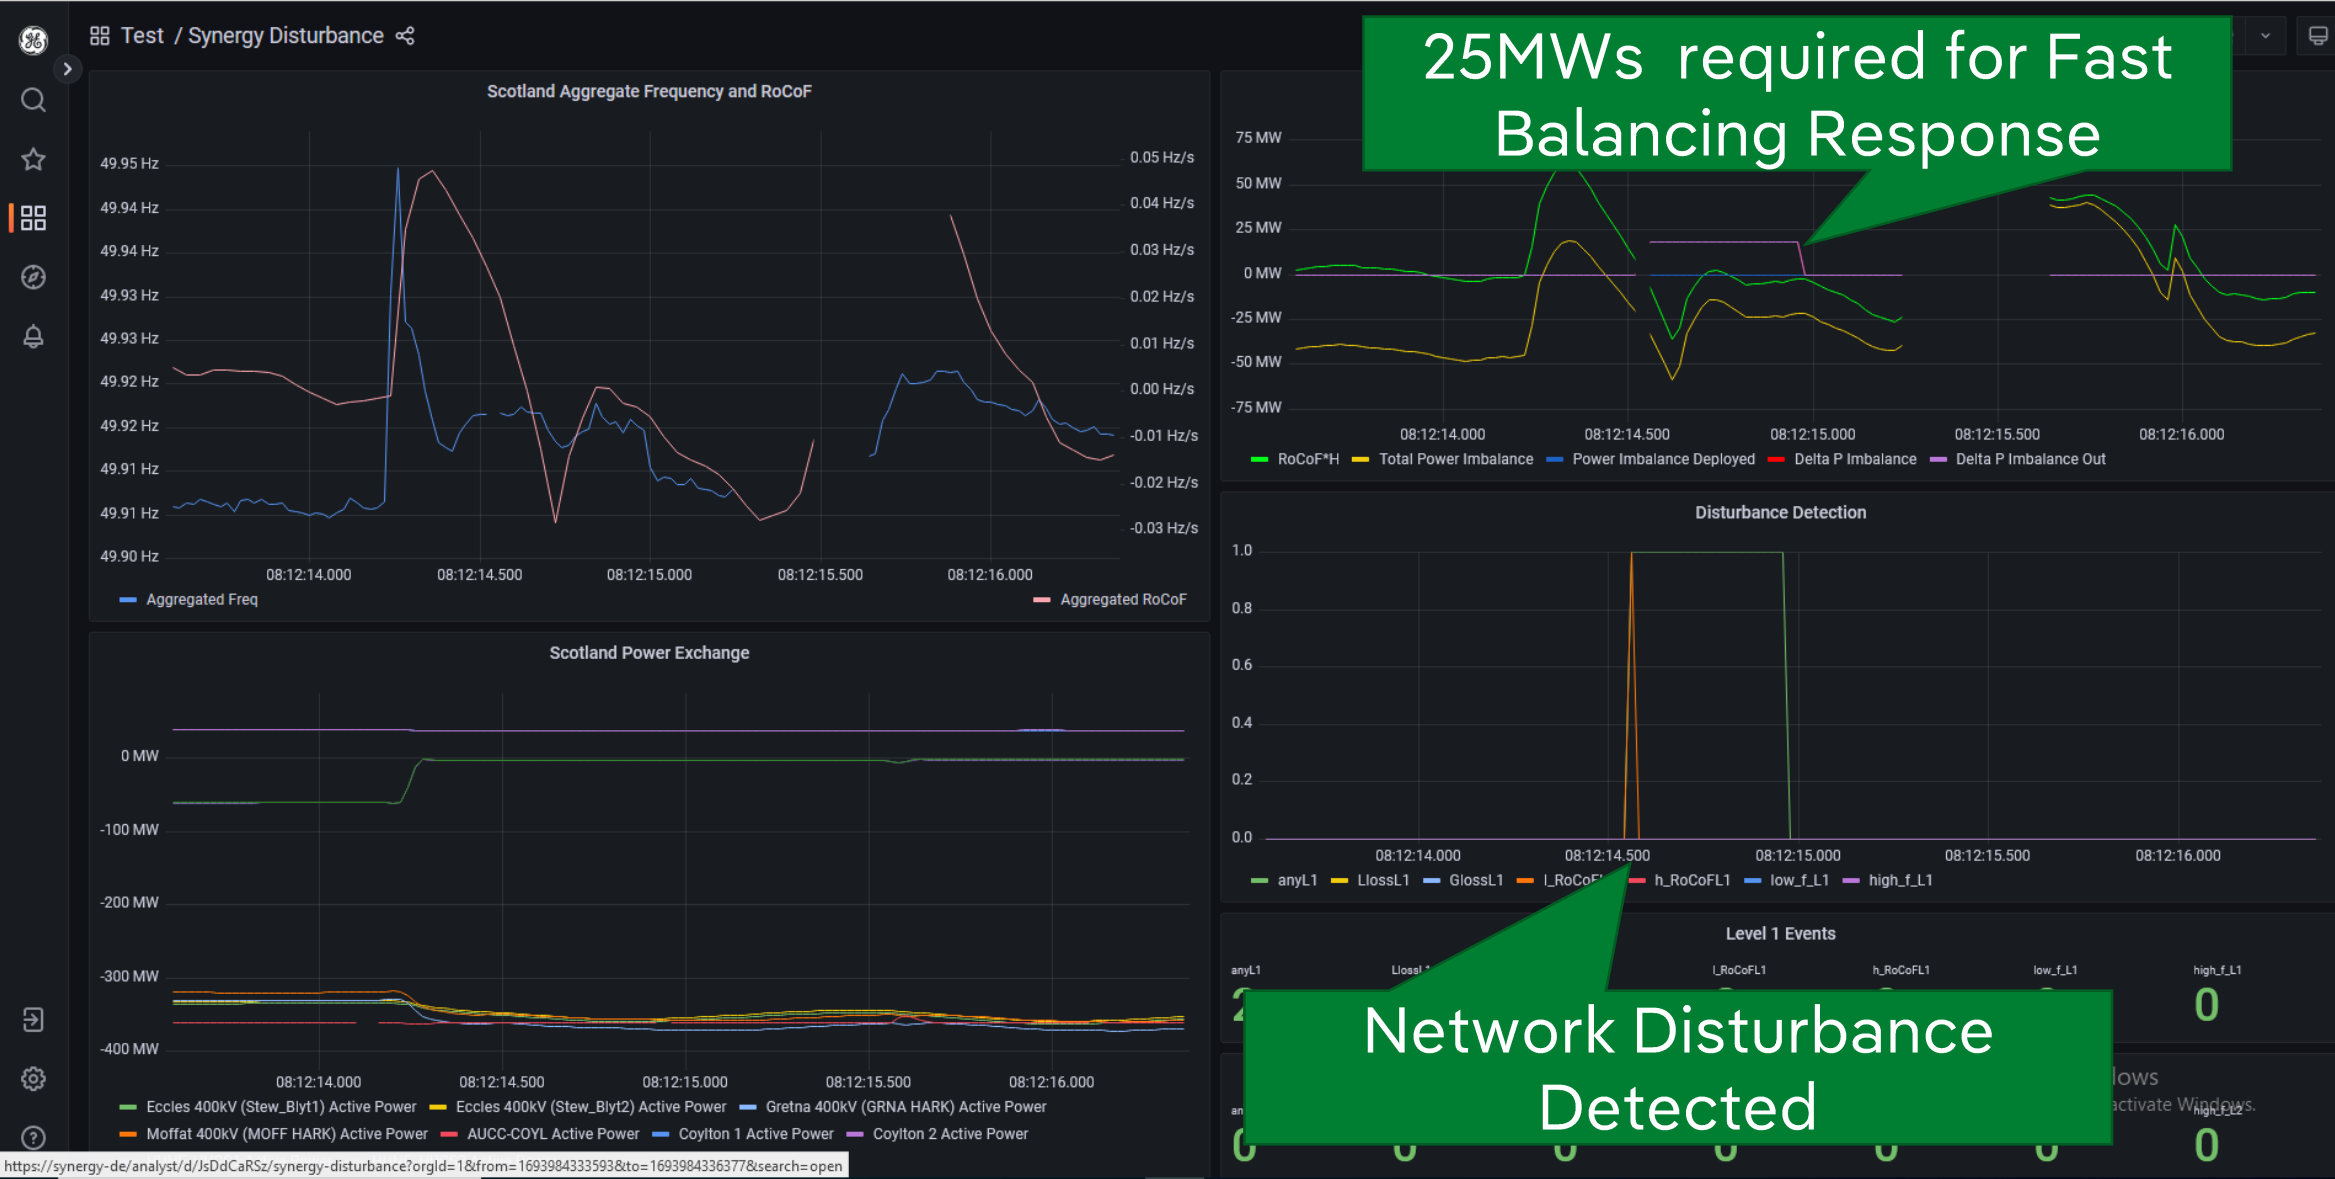 Test / Synergy Disturbance
25MWs required for Fast
Balancing Response
Scotland Aggregate Frequency and RoCoF
49.95 Hz
49.94 Hz
49.94 Hz
49.93 Hz
49.93 Hz
49.92 Hz
49.92 Hz
49.91 Hz
49.91 Hz
49.90 Hz
0.05 Hz/s
0.04 Hz/s
0.03 Hz/s
0.02 Hz/s
0.01 Hz/s
0.00 Hz/s
-0.01 Hz/s
-0.02 Hz/s
-0.03 Hz/s
08:12:14.000 08:12:14.500 08:12:15.000 08:12:15.500 08:12:16.000
Aggregated Freq Aggregated RoCoF
75 MW
50 MW
25 MW
0 MW
-25 MW
-50 MW
-75 MW
08:12:14.000 08:12:14.500 08:12:15.000 08:12:15.500 08:12:16.000
RoCoF*H Total Power Imbalance Power Imbalance Deployed Delta P Imbalance Delta P Imbalance Out
Disturbance Detection
1.0
0.8
0.6
0.4
0.2
0.0
08:12:14.000 08:12:14.500 08:12:15.000 08:12:15.500 08:12:16.000
anyL1 LlossL1 GlossL1 l_RoCoF h_RoCoFL1 low_f_L1 high_f_L1
Scotland Power Exchange
0 MW
-100 MW
-200 MW
-300 MW
-400 MW
08:12:14.000 08:12:14.500 08:12:15.000 08:12:15.500 08:12:16.000
Eccles 400kV (Stew_Blyt1) Active Power Eccles 400kV (Stew_Blyt2) Active Power Gretna 400kV (GRNA HARK) Active Power
Moffat 400kV (MOFF HARK) Active Power AUCC-COYL Active Power Coylton 1 Active Power Coylton 2 Active Power
Level 1 Events
anyL1 LlossL1 l_RoCoFL1 h_RoCoFL1 low_f_L1 high_f_L1
0
Network Disturbance
Detected
activate Windows.
high_f_L2
0 0 0 0 0 0 0
https://synergy-de/analyst/d/JsDdCaRSz/synergy-disturbance?orgId=1&from=1693984333593&to=1693984336377&search=open